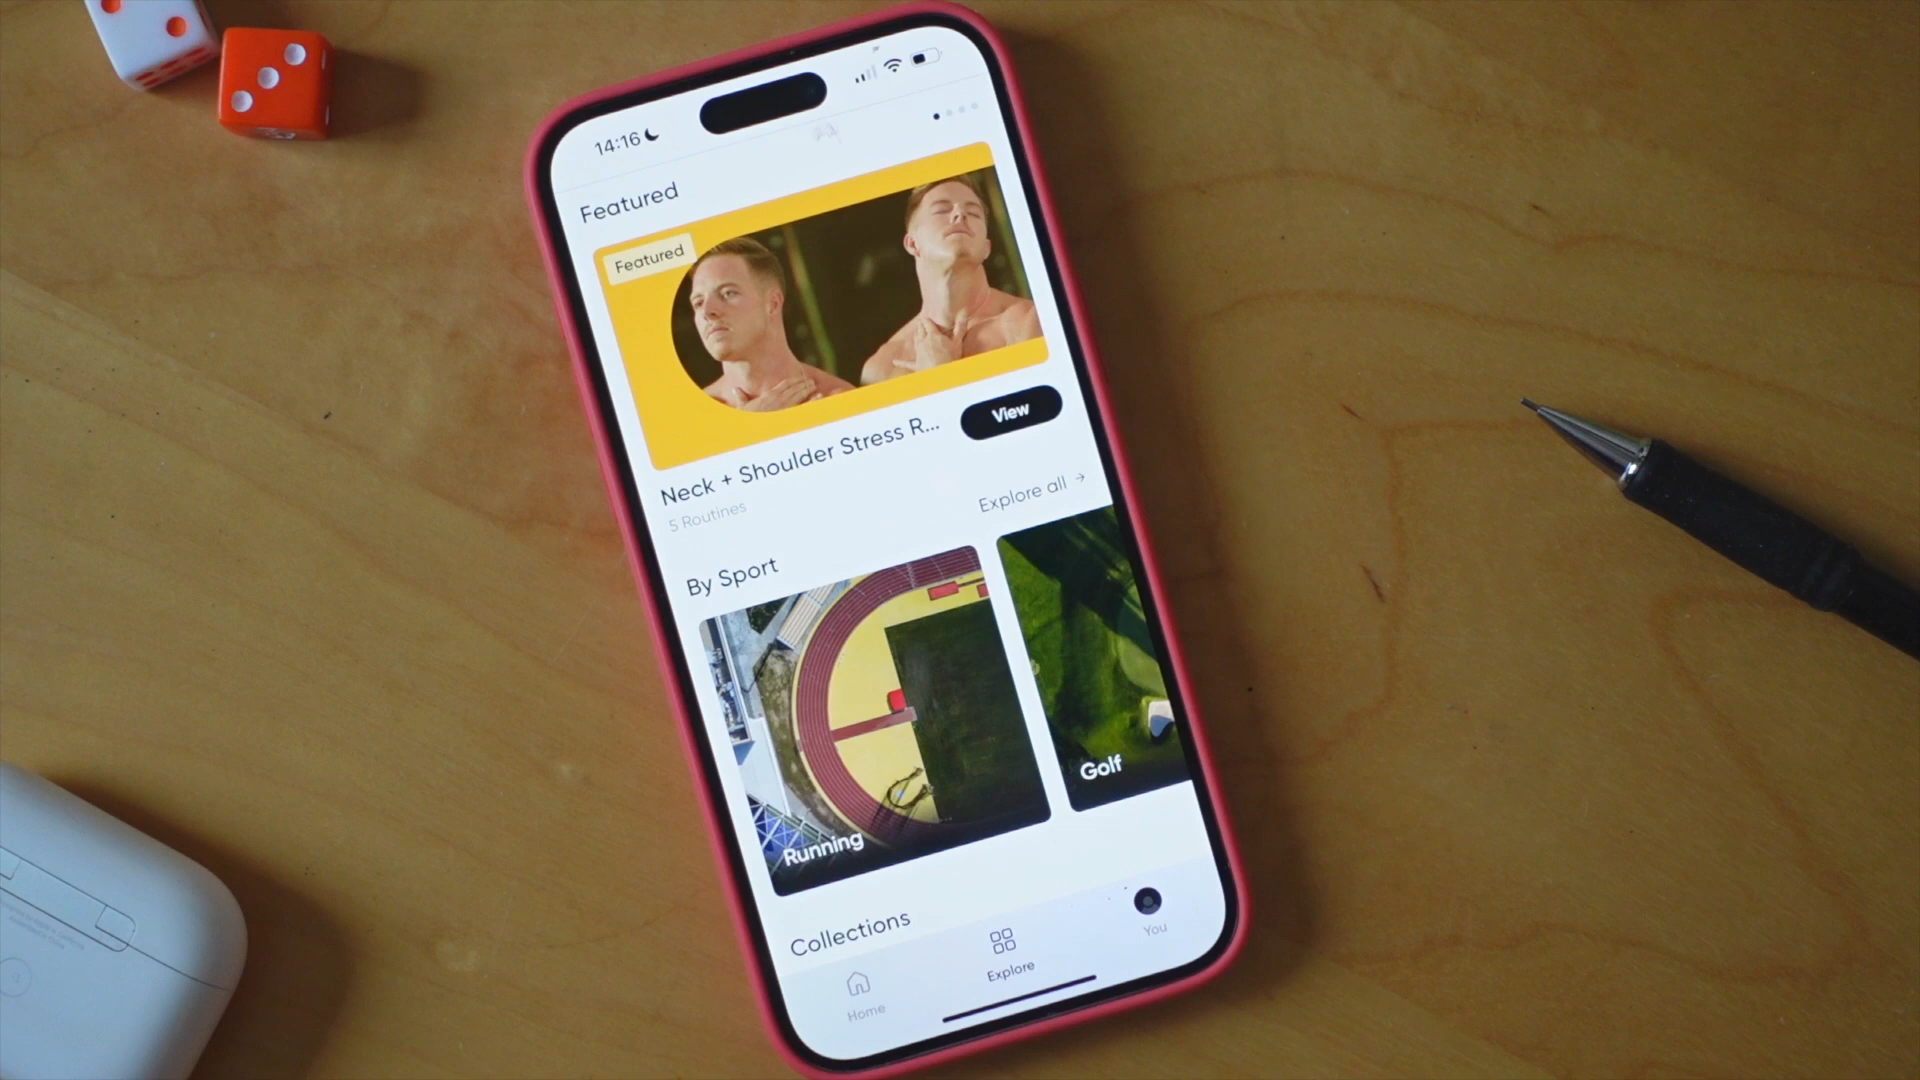 14:16
Featured
Featured
Neck + Shoulder Stress R...
View
5 Routines
Explore all →
By Sport
Running
Golf
Collections
Home
Explore
You